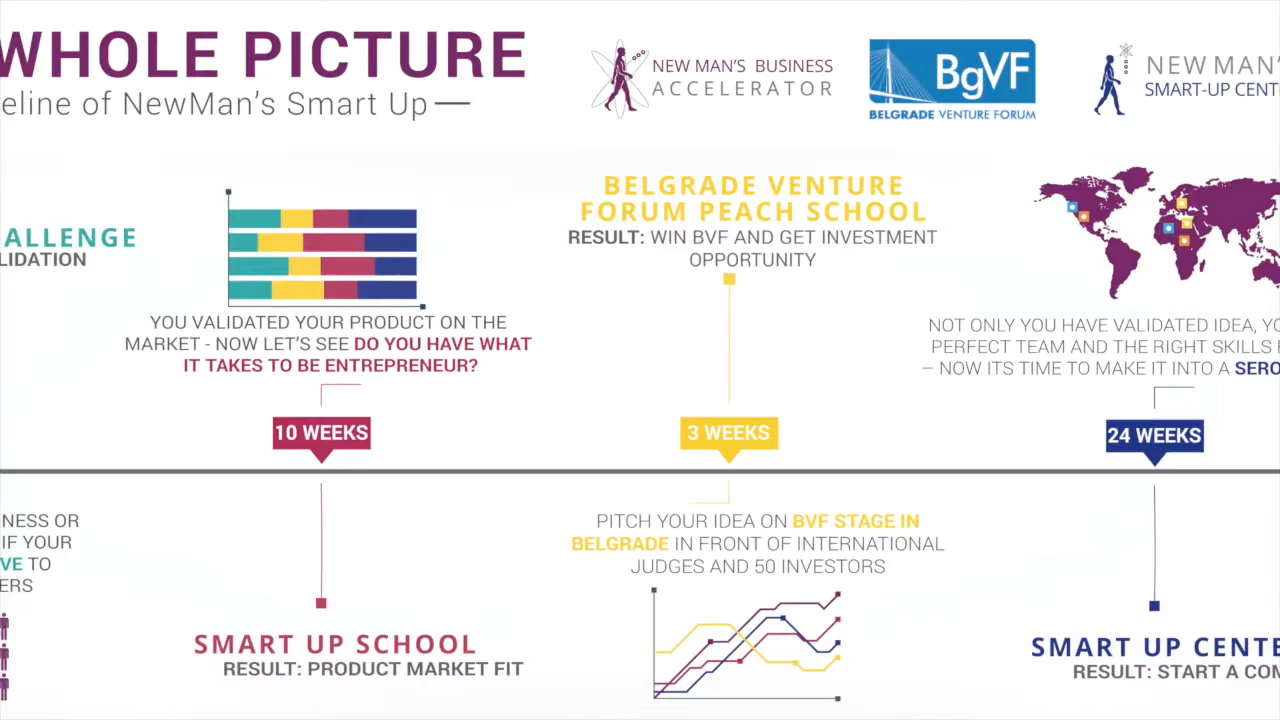 WHOLE PICTURE
eline of NewMan's Smart Up —
NEW MAN'S BUSINESS
ACCELERATOR
BgVF
BELGRADE VENTURE FORUM
NEW MAN'
SMART-UP CENT
ALLENGE
LIDATION
YOU VALIDATED YOUR PRODUCT ON THE
MARKET - NOW LET'S SEE DO YOU HAVE WHAT
IT TAKES TO BE ENTREPRENEUR?
10 WEEKS
BELGRADE VENTURE
FORUM PEACH SCHOOL
RESULT: WIN BVF AND GET INVESTMENT
OPPORTUNITY
3 WEEKS
NOT ONLY YOU HAVE VALIDATED IDEA, YO
PERFECT TEAM AND THE RIGHT SKILLS
– NOW ITS TIME TO MAKE IT INTO A SERO
24 WEEKS
NESS OR
IF YOUR
VE TO
ERS
SMART UP SCHOOL
RESULT: PRODUCT MARKET FIT
PITCH YOUR IDEA ON BVF STAGE IN
BELGRADE IN FRONT OF INTERNATIONAL
JUDGES AND 50 INVESTORS
SMART UP CENTE
RESULT: START A COM